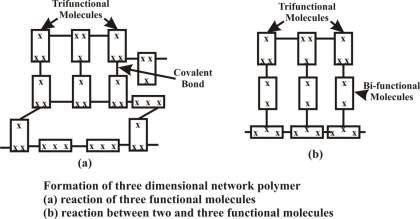 Trifunctional
Molecules
x
x x
x x
x
x
x x
x x
x
x
x x
x
x x
x
x x
x x x
x
x x
x x x
x x x
x
x x
Covalent
Bond
(a)
Trifunctional
Molecules
x
x x
x x
x
x
x x
x
x
x
x
x
x
Bi-functional
Molecules
x x x
x x x
x x x
(b)
Formation of three dimensional network polymer
(a) reaction of three functional molecules
(b) reaction between two and three functional molecules